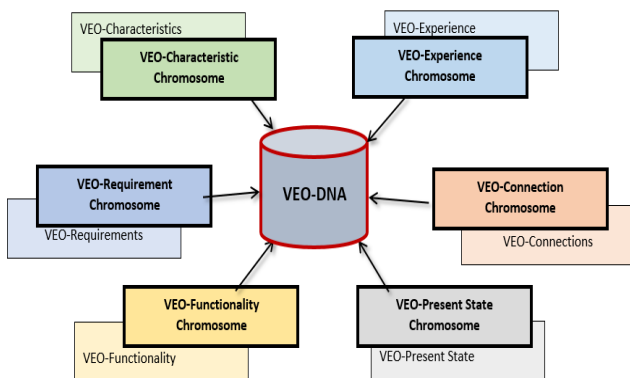 VEO-Characteristics
VEO-Characteristic
Chromosome
VEO-Experience
VEO-Experience
Chromosome
VEO-DNA
VEO-Requirement
Chromosome
VEO-Requirements
VEO-Connection
Chromosome
VEO-Connections
VEO-Functionality
Chromosome
VEO-Functionality
VEO-Present State
Chromosome
VEO-Present State